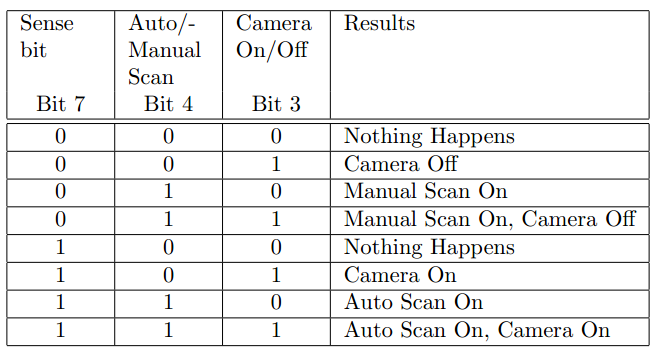 Sense Auto/- Camera Results
bit Manual On/Off
Scan
Bit 7 Bit 4 Bit 3
0 0 0 Nothing Happens
0 0 1 Camera Off
0 1 0 Manual Scan On
0 1 1 Manual Scan On, Camera Off
1 0 0 Nothing Happens
1 0 1 Camera On
1 1 0 Auto Scan On
1 1 1 Auto Scan On, Camera On